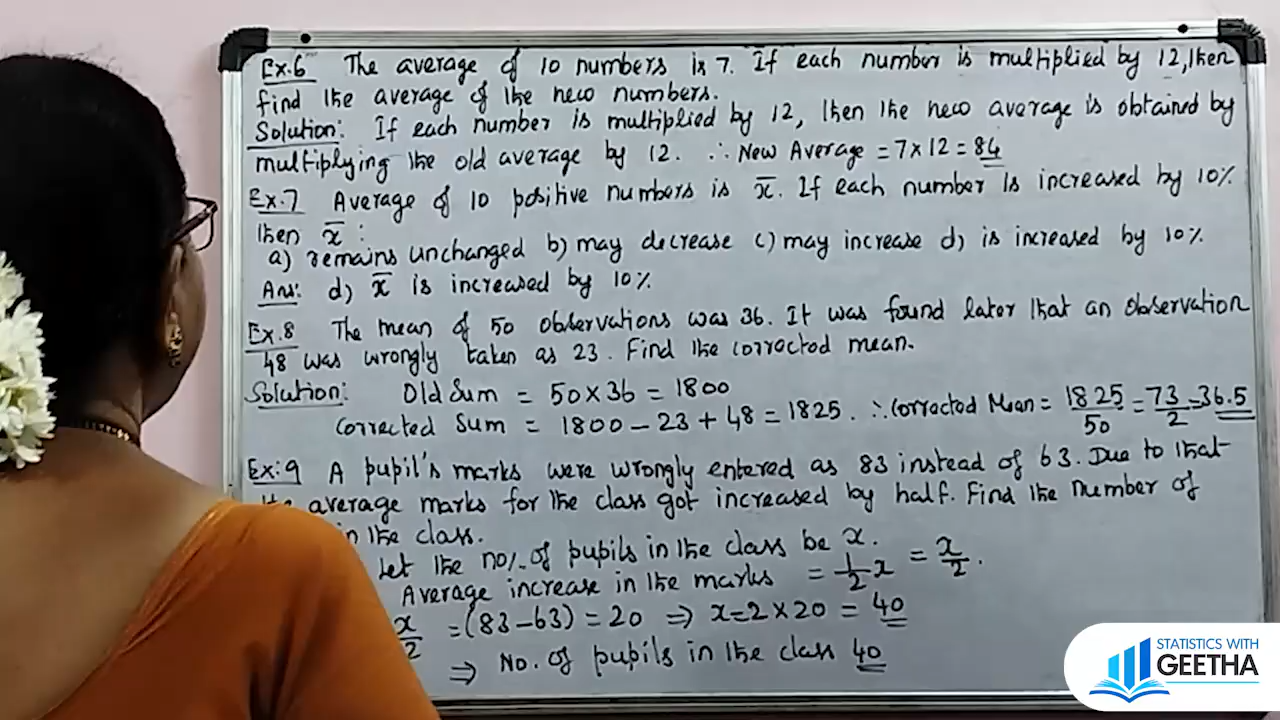 Ex.6 The average of 10 numbers is 7. If each number is multiplied by 12, then
find the average of the new numbers.
Solution: If each number is multiplied by 12, then the new average is obtained by
multiplying the old average by 12. ∴ New Average = 7 × 12 = 84
Ex.7 Average of 10 positive numbers is x̄. If each number is increased by 10%
then x̄ :
a) remains unchanged b) may decrease c) may increase d) is increased by 10%.
Ans: d) x̄ is increased by 10%
Ex.8 The mean of 50 observations was 36. It was found later that an observation
48 was wrongly taken as 23. Find the corrected mean.
Solution: Old Sum = 50 × 36 = 1800
Corrected Sum = 1800 - 23 + 48 = 1825. ∴ Corrected Mean = 1825/50 = 73/2 = 36.5
Ex:9 A pupil's marks were wrongly entered as 83 instead of 63. Due to that
the average marks for the class got increased by half. Find the number of
in the class.
Let the no/. of pupils in the class be x.
Average increase in the marks = 1/2 x = x/2.
x/2 = (83-63) = 20 ⇒ x = 2 × 20 = 40
⇒ No. of pupils in the class 40
STATISTICS WITH
GEETHA